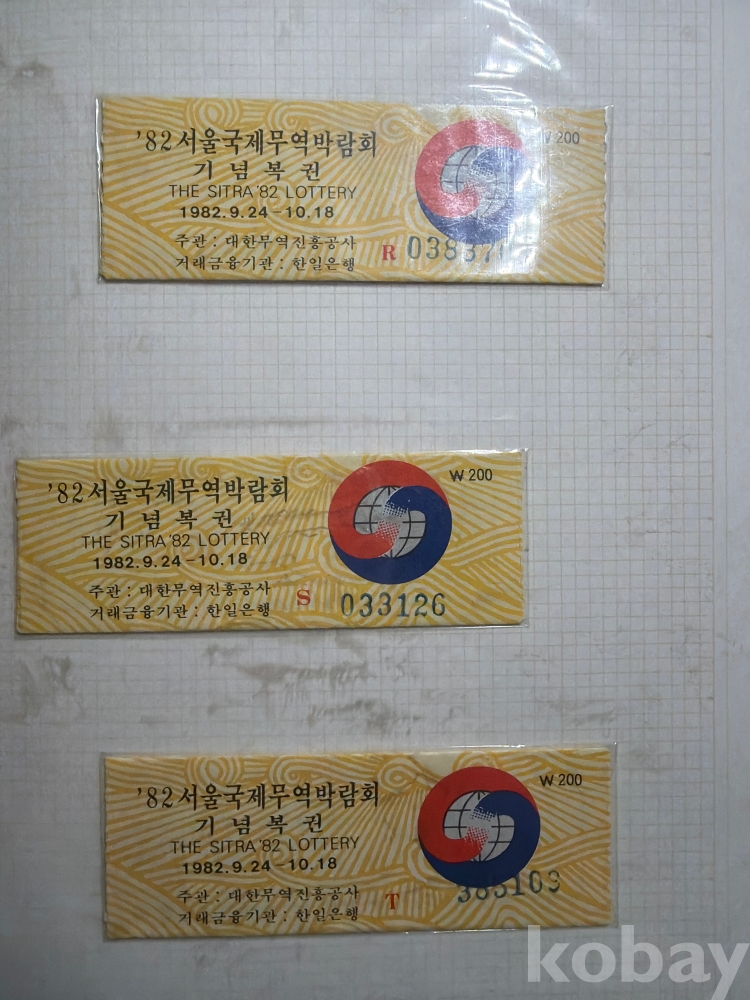 '82 서울국제무역박람회
기념복권
THE SITRA '82 LOTTERY
1982.9.24-10.18
주관 : 대한무역진흥공사
거래금융기관 : 한일은행
200
R
'82 서울국제무역박람회
기념복권
THE SITRA '82 LOTTERY
1982.9.24-10.18
주관 : 대한무역진흥공사
거래금융기관 : 한일은행
₩ 200
S 033126
'82 서울국제무역박람회
기념복권
THE SITRA '82 LOTTERY
1982.9.24-10.18
주관 : 대한무역진흥공사
거래금융기관 : 한일은행
₩ 200
T
kobay